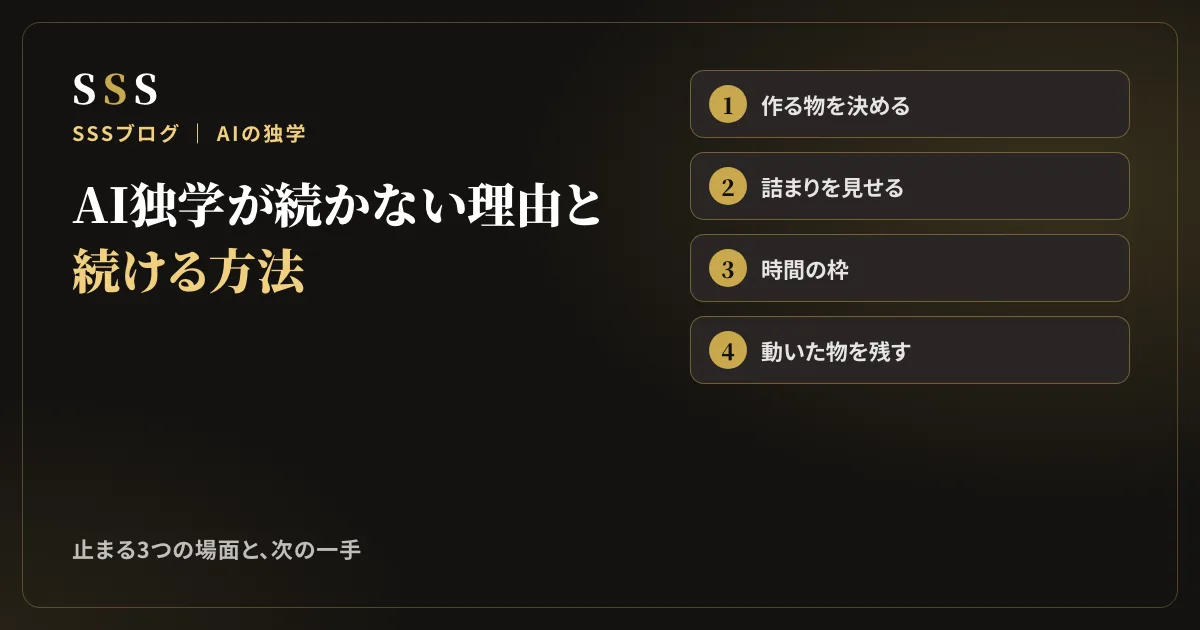 SSS
SSSブログ ｜ AIの独学
AI独学が続かない理由と
続ける方法
1 作る物を決める
2 詰まりを見せる
3 時間の枠
4 動いた物を残す
止まる3つの場面と、次の一手